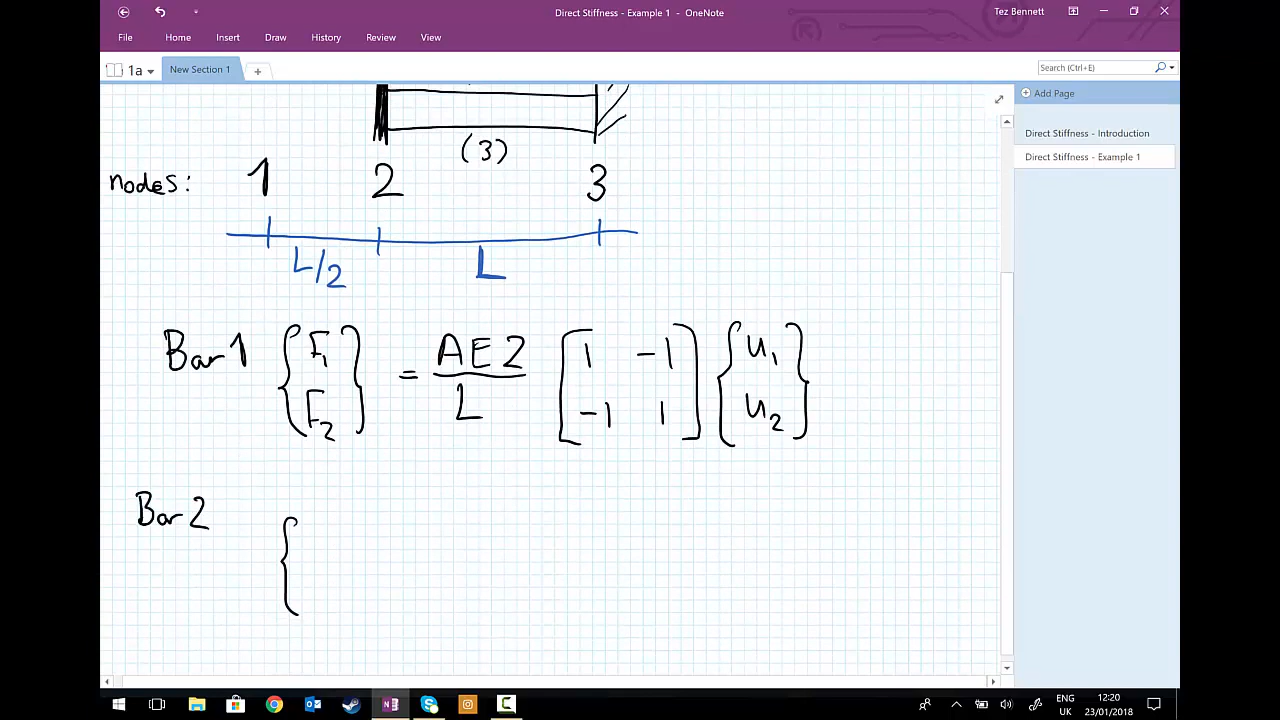 Direct Stiffness - Example 1 - OneNote
Tez Bennett
File Home Insert Draw History Review View
1a New Section 1
Search (Ctrl+E)
Add Page
Direct Stiffness - Introduction
Direct Stiffness - Example 1
(3)
nodes: 1 2 3
L/2 L
Bar 1 {F1 F2} = AE2/L [1 -1 -1 1] {u1 u2}
Bar 2 {
ENG 12:20
UK 23/01/2018